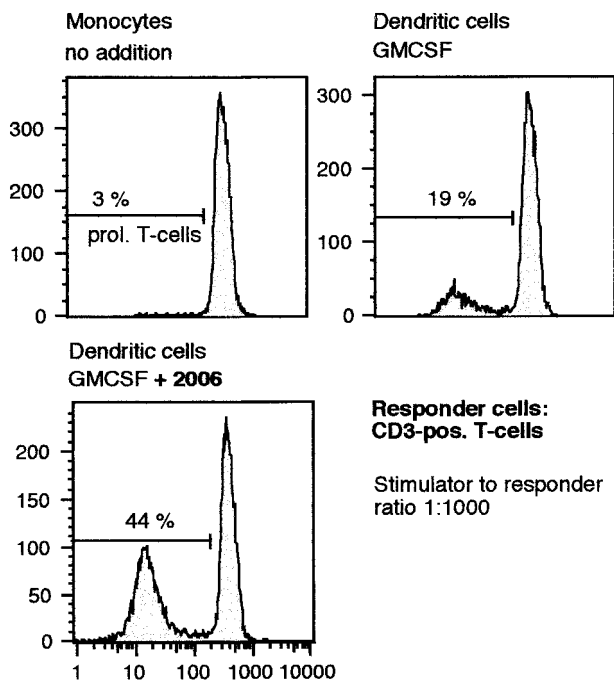 Monocytes
no addition
300
200
100
0
3 %
prol. T-cells
Dendritic cells
GMCSF
300
200
100
0
19 %
Dendritic cells
GMCSF + 2006
200
150
100
50
0
44 %
1 10 100 1000 10000
Responder cells:
CD3-pos. T-cells
Stimulator to responder
ratio 1:1000